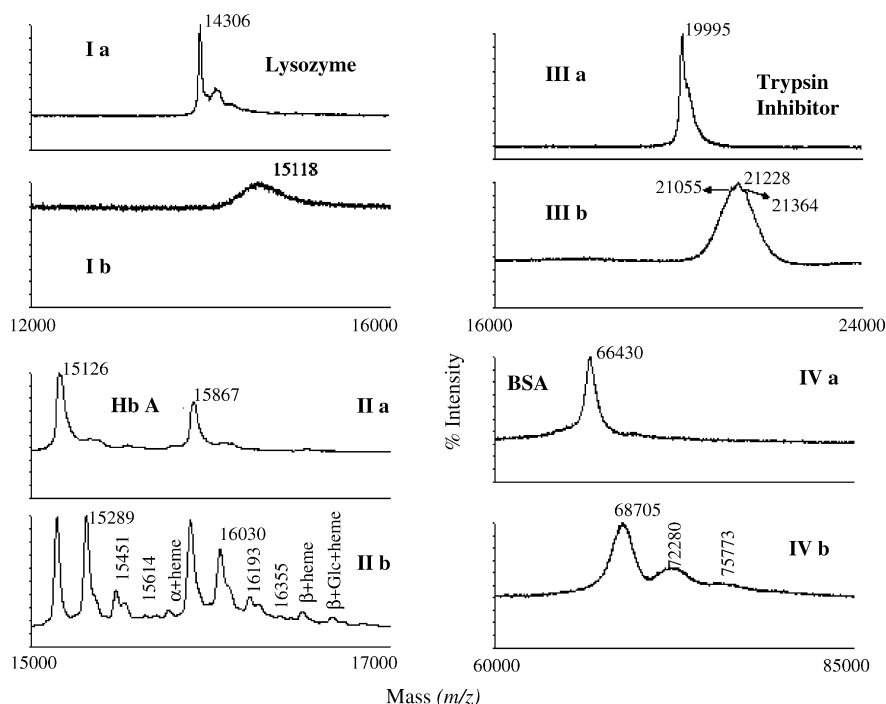 14306
I a
Lysozyme
15118
I b
12000
16000
19995
III a
Trypsin
Inhibitor
21055
21228
21364
III b
16000
24000
15126
15867
Hb A
II a
15289
15451
15614
α+heme
16030
16193
16355
β+heme
β+Glc+heme
II b
15000
17000
% Intensity
66430
BSA
IV a
68705
72280
75773
IV b
60000
85000
Mass (m/z)